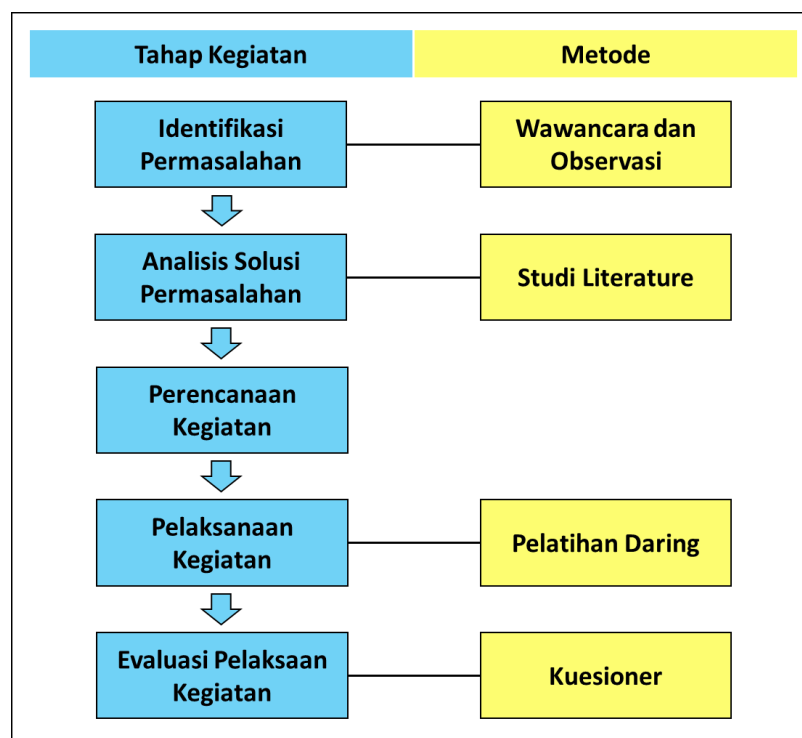 Tahap Kegiatan
Metode
Identifikasi
Permasalahan
Wawancara dan
Observasi
Analisis Solusi
Permasalahan
Studi Literature
Perencanaan
Kegiatan
Pelaksanaan
Kegiatan
Pelatihan Daring
Evaluasi Pelaksaan
Kegiatan
Kuesioner